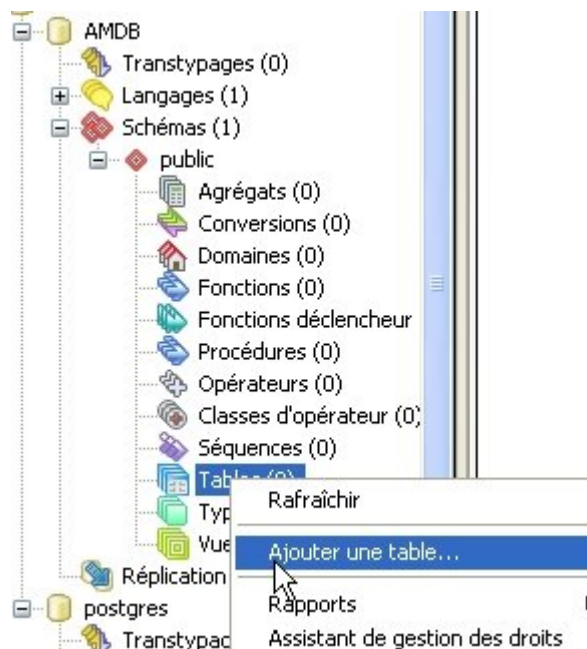 AMDB
Transtypages (0)
Langages (1)
Schémas (1)
public
Agrégats (0)
Conversions (0)
Domaines (0)
Fonctions (0)
Fonctions déclencheur
Procédures (0)
Opérateurs (0)
Classes d'opérateur (0)
Séquences (0)
Tables (0)
Rafraîchir
Ajouter une table...
Réplication
Rapports
postgres
Assistant de gestion des droits